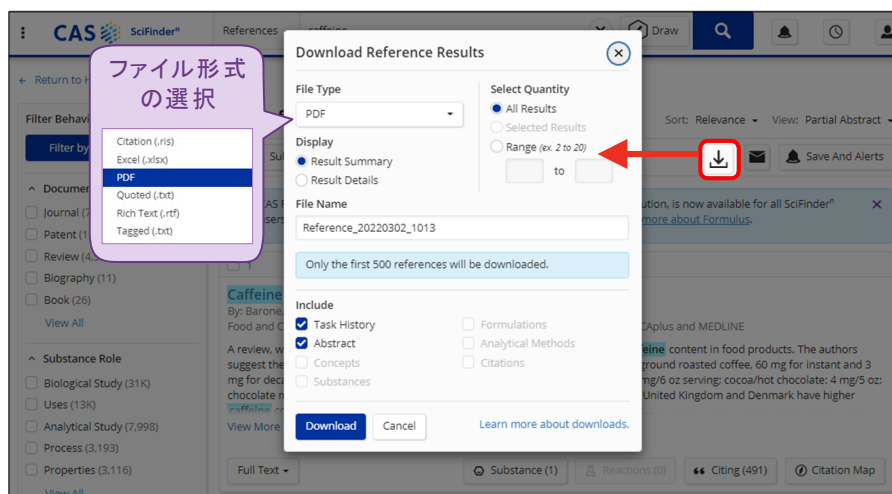 CAS SciFinderⁿ
References
caffeine
Draw
Return to
ファイル形式
の選択
Citation (.ris)
Excel (.xlsx)
PDF
Quoted (.txt)
Rich Text (.rtf)
Tagged (.txt)
Download Reference Results
File Type
PDF
Display
Result Summary
Result Details
Select Quantity
All Results
Selected Results
Range (ex. 2 to 20)
to
File Name
Reference_20220302_1013
Only the first 500 references will be downloaded.
Include
Task History
Abstract
Concepts
Substances
Formulations
Analytical Methods
Citations
Download
Cancel
Learn more about downloads.
Sort: Relevance
View: Partial Abstract
Save And Alerts
ution, is now available for all SciFinderⁿ
more about Formulus.
Filter Behavi
Filter by
Journal
Patent
Review
Biography (11)
Book (26)
View All
Substance Role
Biological Study (31K)
Uses (13K)
Analytical Study (7,998)
Process (3,193)
Properties (3,116)
View All
1
Caffeine
By: Barone,
Food and C
CAplus and MEDLINE
A review, w
suggest the
mg for deca
chocolate m
caffeine
eine content in food products. The authors
ground roasted coffee, 60 mg for instant and 3
mg/6 oz serving; cocoa/hot chocolate: 4 mg/5 oz;
United Kingdom and Denmark have higher
View More
Full Text
Substance (1)
Reactions (0)
Citing (491)
Citation Map